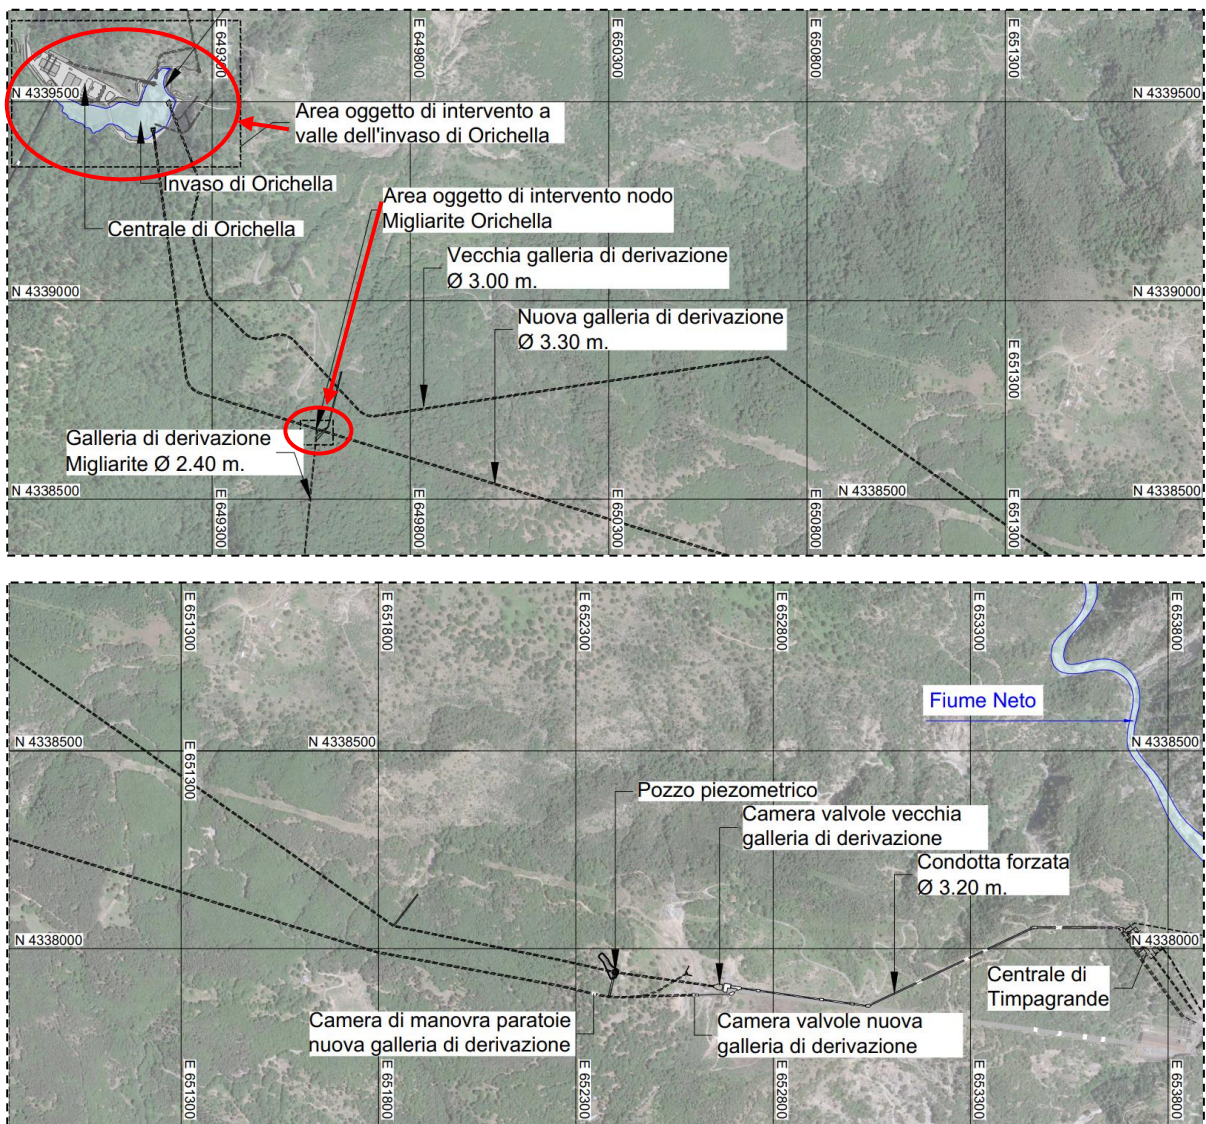 E 649300
E 649800
E 650300
E 650800
E 651300
N 4339500
N 4339500
Area oggetto di intervento a
valle dell'invaso di Orichella
Invaso di Orichella
Centrale di Orichella
Area oggetto di intervento nodo
Migliarite Orichella
Vecchia galleria di derivazione
Ø 3.00 m.
N 4339000
N 4339000
Nuova galleria di derivazione
Ø 3.30 m.
E 651300
Galleria di derivazione
Migliarite Ø 2.40 m.
N 4338500
N 4338500
N 4338500
E 649300
E 649800
E 650300
E 650800
E 651300
E 651300
E 651800
E 652300
E 652800
E 653300
E 653800
Fiume Neto
N 4338500
N 4338500
N 4338500
E 651300
Pozzo piezometrico
Camera valvole vecchia
galleria di derivazione
Condotta forzata
Ø 3.20 m.
N 4338000
N 4338000
Centrale di
Timpagrande
Camera di manovra paratoie
nuova galleria di derivazione
Camera valvole nuova
galleria di derivazione
E 651300
E 651800
E 652300
E 652800
E 653300
E 653800